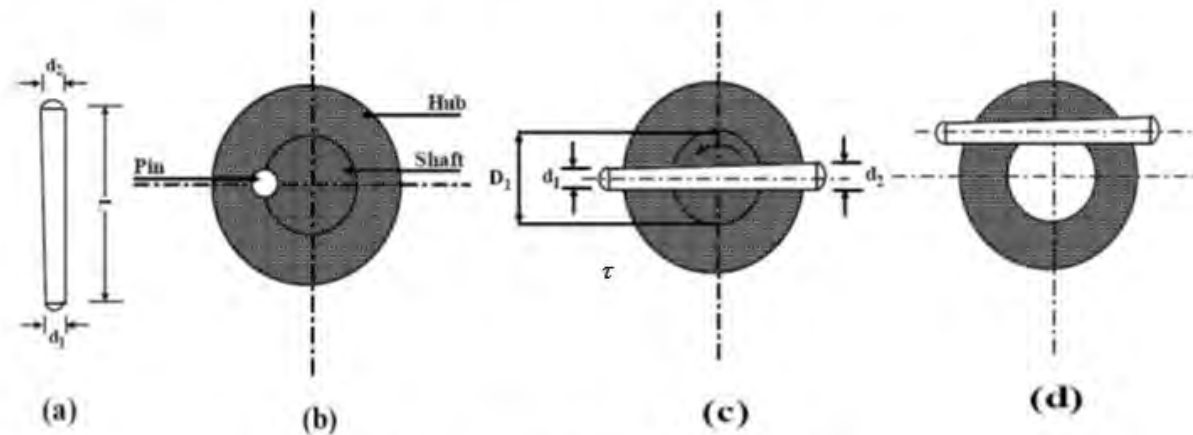 d₂
l
d₁
(a)
Hub
Shaft
Pin
(b)
D₁
d₁
d₂
τ
(c)
(d)